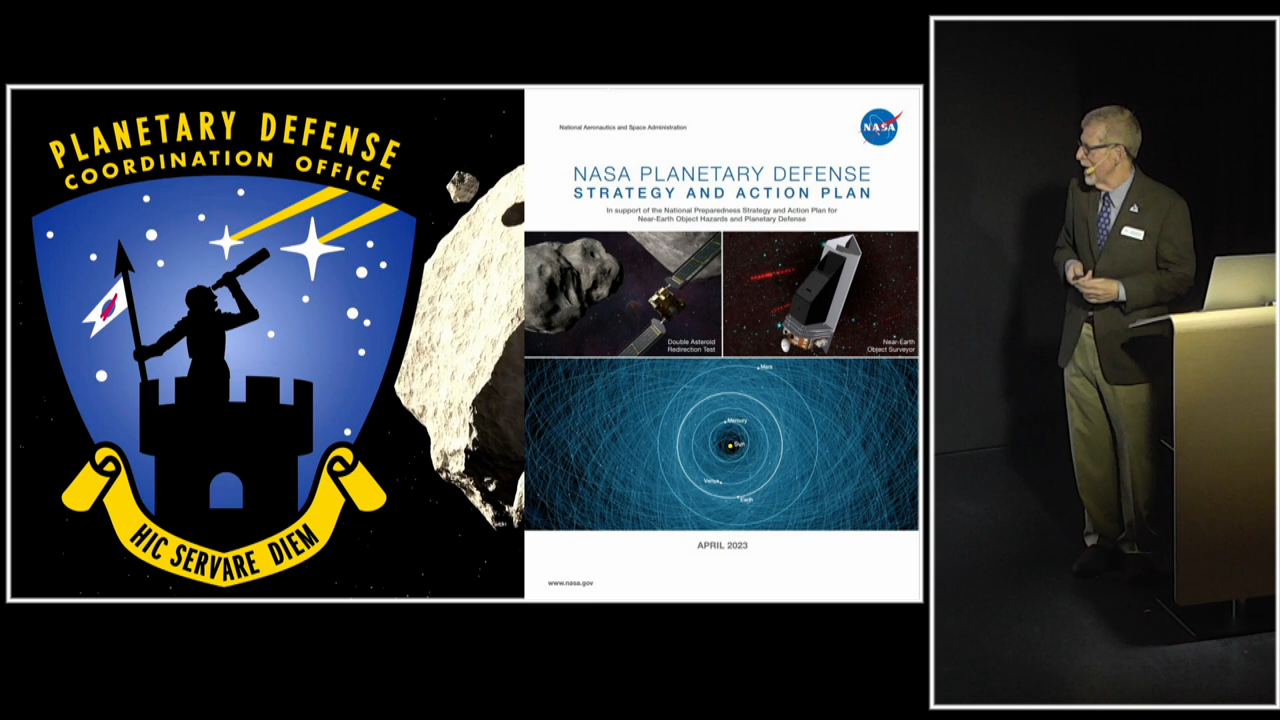 PLANETARY DEFENSE
COORDINATION OFFICE
HIC SERVARE DIEM
National Aeronautics and Space Administration
NASA
NASA PLANETARY DEFENSE
STRATEGY AND ACTION PLAN
In support of the National Preparedness Strategy and Action Plan for
Near-Earth Object Hazards and Planetary Defense
Double Asteroid
Redirection Test
Near-Earth
Object Surveyor
Mars
Mercury
Sun
Venus
Earth
APRIL 2023
www.nasa.gov